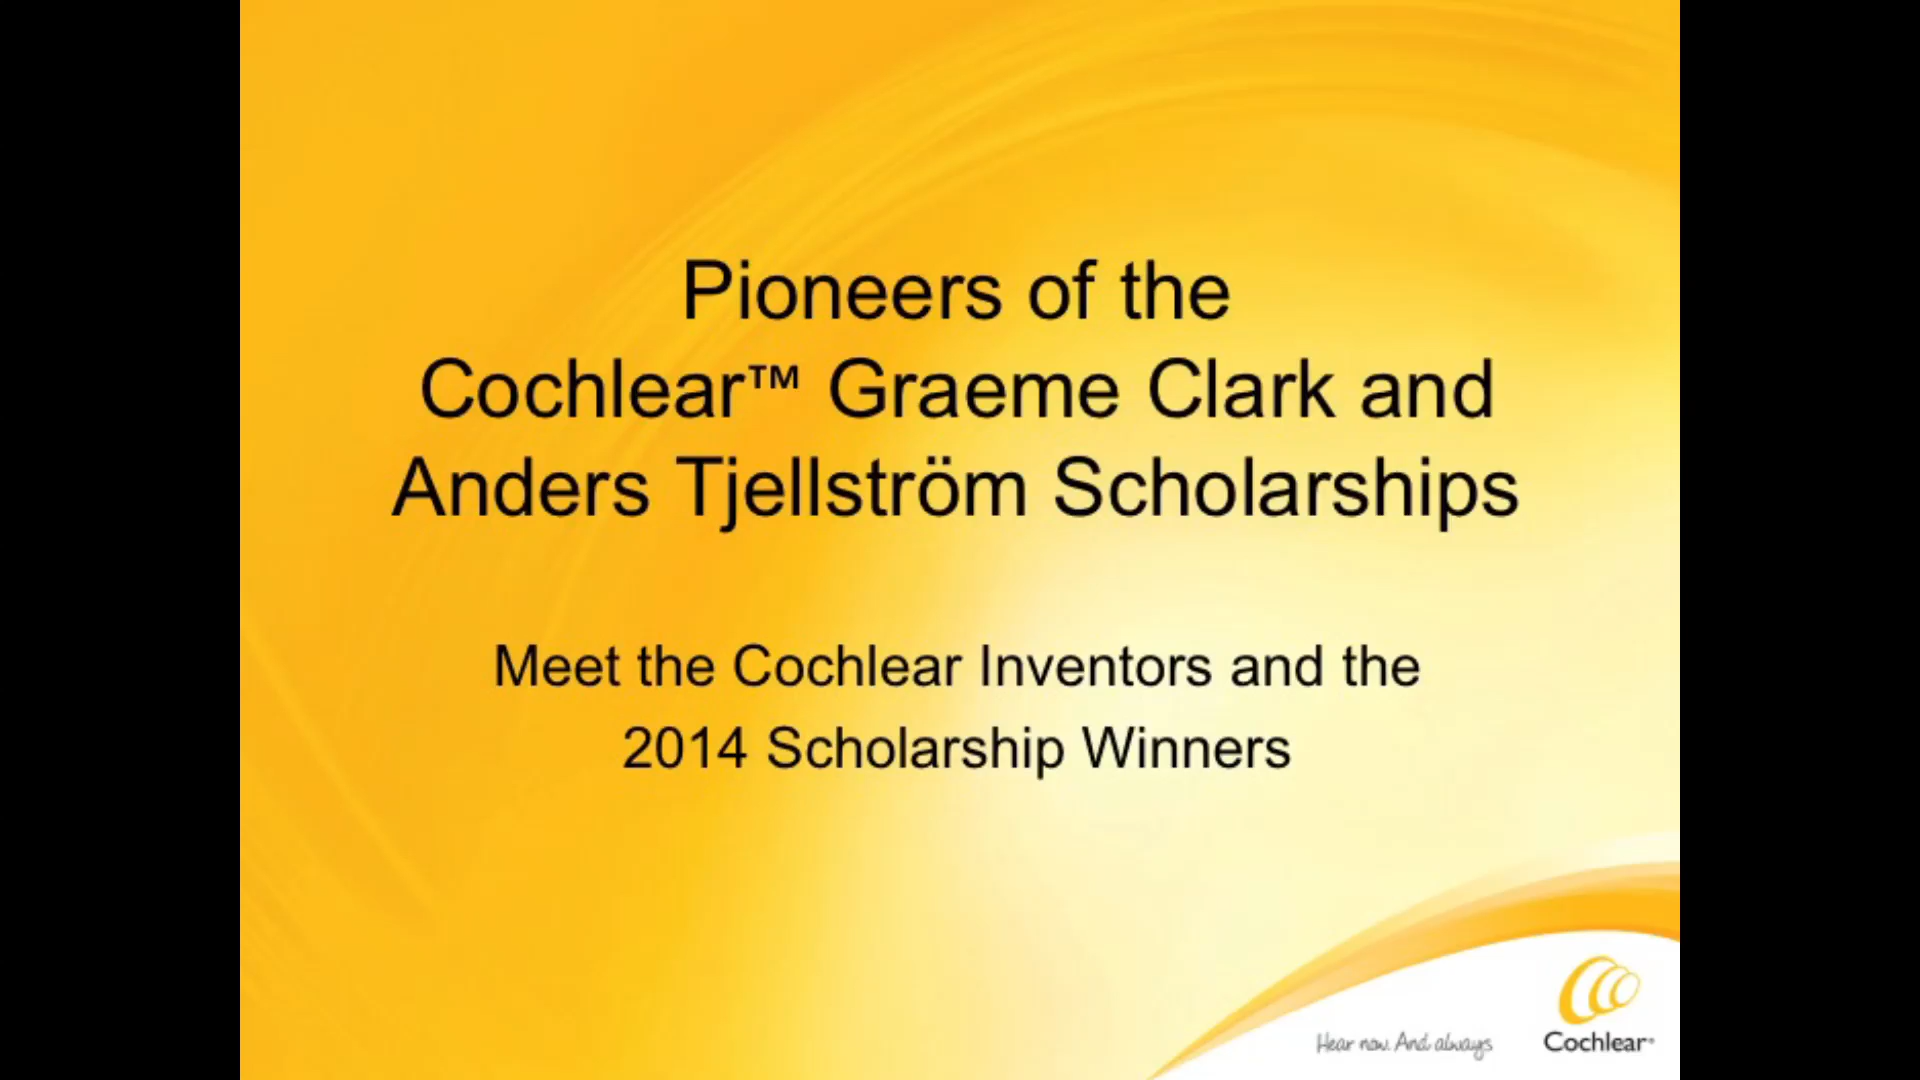 Pioneers of the
Cochlear™ Graeme Clark and
Anders Tjellström Scholarships
Meet the Cochlear Inventors and the
2014 Scholarship Winners
Hear now. And always
Cochlear®